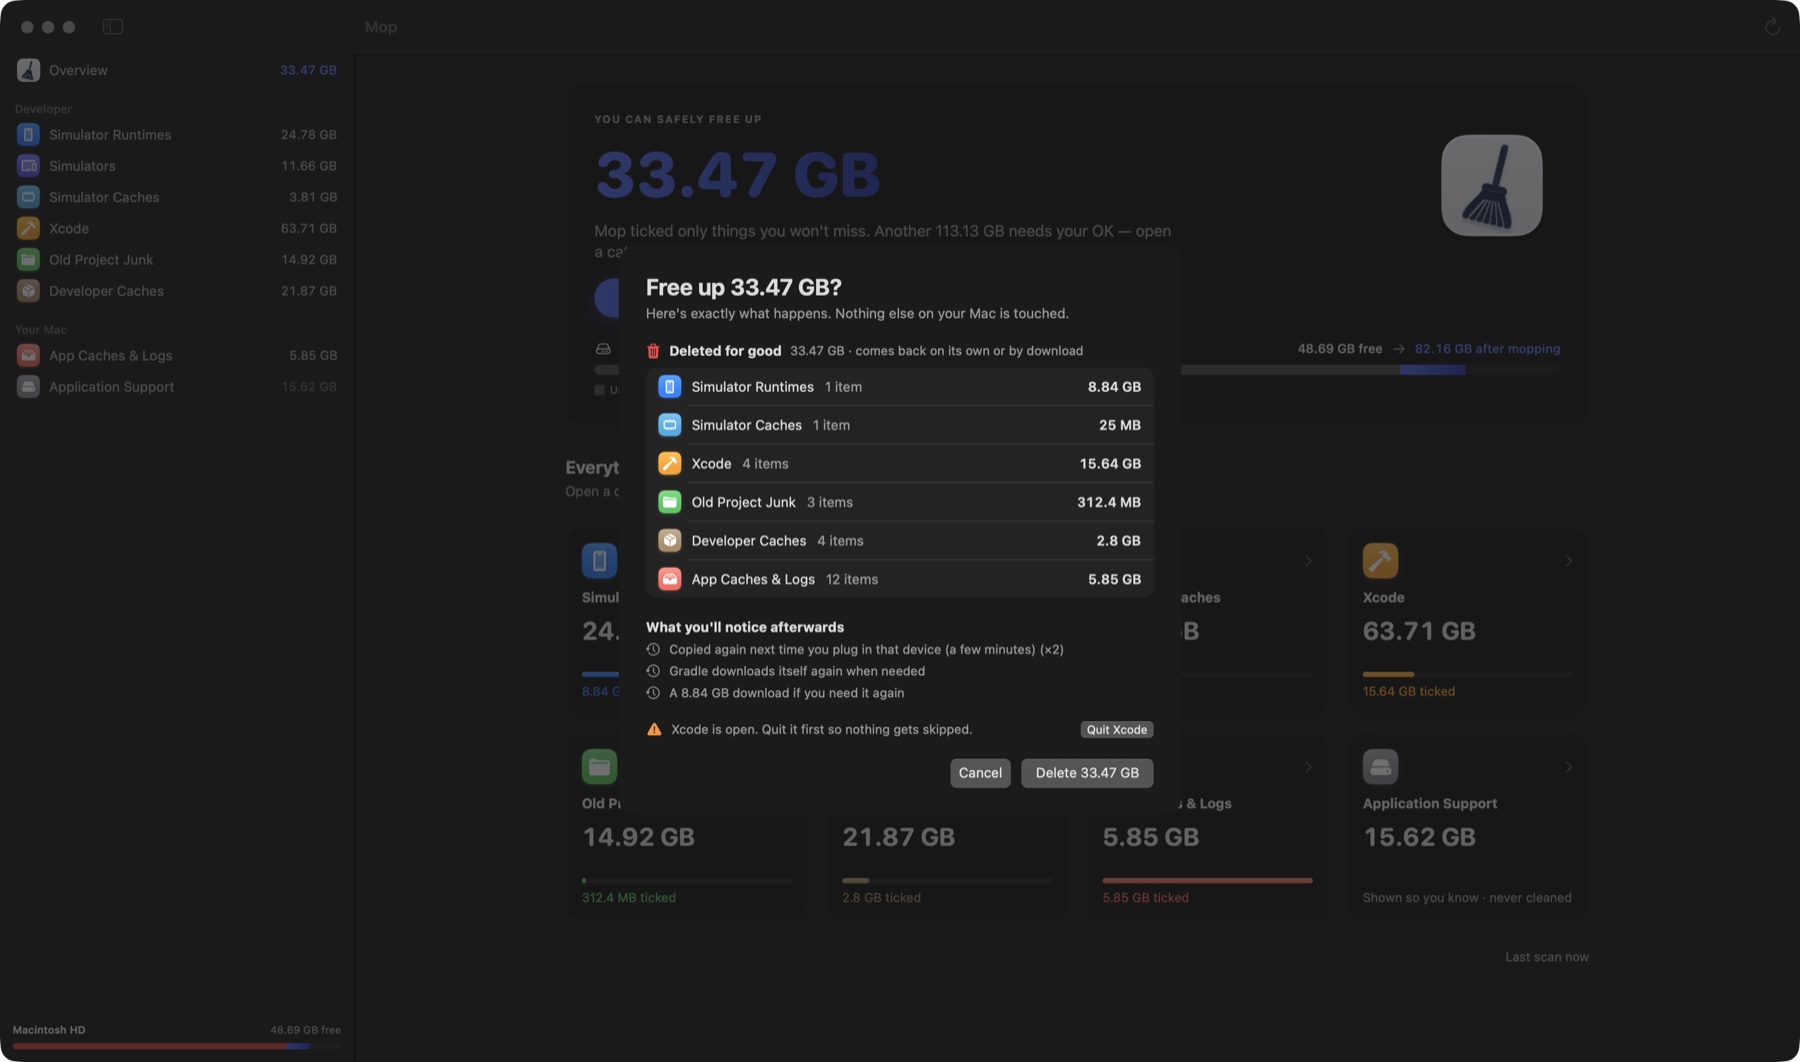 Mop
Overview 33.47 GB
Developer
Simulator Runtimes 24.78 GB
Simulators 11.66 GB
Simulator Caches 3.81 GB
Xcode 63.71 GB
Old Project Junk 14.92 GB
Developer Caches 21.87 GB
Your Mac
App Caches & Logs 5.85 GB
Application Support 15.62 GB
Macintosh HD 48.69 GB free
YOU CAN SAFELY FREE UP
33.47 GB
Mop ticked only things you won't miss. Another 113.13 GB needs your OK — open
a ca
48.69 GB free → 82.16 GB after mopping
Free up 33.47 GB?
Here's exactly what happens. Nothing else on your Mac is touched.
Deleted for good 33.47 GB · comes back on its own or by download
Simulator Runtimes 1 item 8.84 GB
Simulator Caches 1 item 25 MB
Xcode 4 items 15.64 GB
Old Project Junk 3 items 312.4 MB
Developer Caches 4 items 2.8 GB
App Caches & Logs 12 items 5.85 GB
What you'll notice afterwards
Copied again next time you plug in that device (a few minutes) (×2)
Gradle downloads itself again when needed
A 8.84 GB download if you need it again
Xcode is open. Quit it first so nothing gets skipped. Quit Xcode
Cancel Delete 33.47 GB
Everyt
Open a c
Simul
24.
8.84 G
aches
B
Xcode
63.71 GB
15.64 GB ticked
Old P
14.92 GB
312.4 MB ticked
21.87 GB
2.8 GB ticked
& Logs
5.85 GB
5.85 GB ticked
Application Support
15.62 GB
Shown so you know · never cleaned
Last scan now